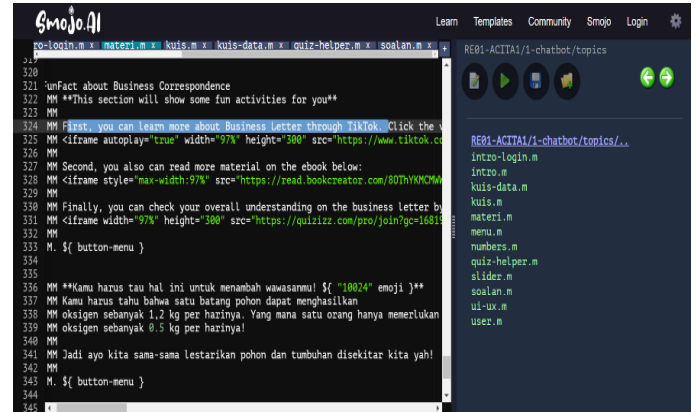 Smojo.AI
Learn Templates Community Smojo Login
ro-login.m x materi.m x kuis.m x kuis-data.m x quiz-helper.m x soalan.m x +
RE01-ACITA1/1-chatbot/topics
319
320
321 funFact about Business Correspondence
322 MM **This section will show some fun activities for you**
323 MM
324 MM First, you can learn more about Business Letter through TikTok. Click the
325 MM <iframe autoplay="true" width="97%" height="300" src="https://www.tiktok.co
326 MM
327 MM Second, you also can read more material on the ebook below:
328 MM <iframe style="max-width:97%" src="https://read.bookcreator.com/
329 MM
330 MM Finally, you can check your overall understanding on the business letter by
331 MM <iframe width="97%" height="300" src="https://quizizz.com/pro/join?gc=16819
332 MM
333 M. ${ button-menu }
334
335
336 MM **Kamu harus tau hal ini untuk menambah wawasanmu! ${ "10024" emoji }**
337 MM Kamu harus tahu bahwa satu batang pohon dapat menghasilkan
338 MM oksigen sebanyak 1,2 kg per harinya. Yang mana satu orang hanya memerlukan
339 MM oksigen sebanyak 0.5 kg per harinya!
340 MM
341 MM Jadi ayo kita sama-sama lestarikan pohon dan tumbuhan disekitar kita yah!
342 MM
343 M. ${ button-menu }
344
345
RE01-ACITA1/1-chatbot/topics/..
intro-login.m
intro.m
kuis-data.m
kuis.m
materi.m
menu.m
numbers.m
quiz-helper.m
slider.m
soalan.m
ui-ux.m
user.m